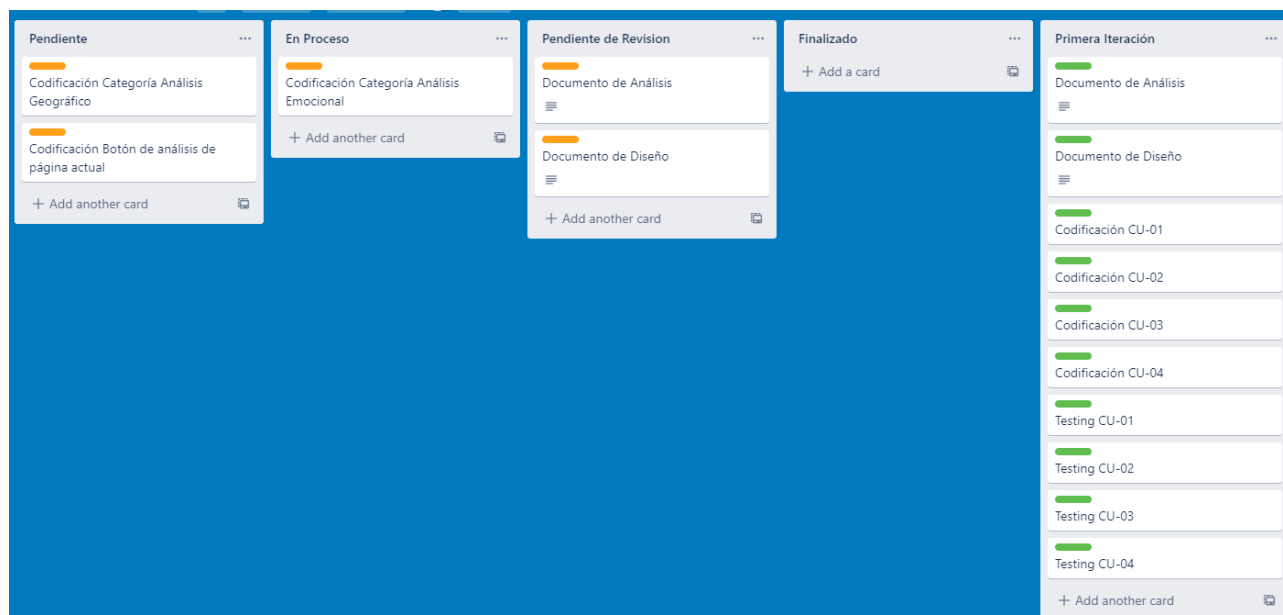 Pendiente
Codificación Categoría Análisis
Geográfico
Codificación Botón de análisis de
página actual
+ Add another card
En Proceso
Codificación Categoría Análisis
Emocional
+ Add another card
Pendiente de Revision
Documento de Análisis
Documento de Diseño
+ Add another card
Finalizado
+ Add a card
Primera Iteración
Documento de Análisis
Documento de Diseño
Codificación CU-01
Codificación CU-02
Codificación CU-03
Codificación CU-04
Testing CU-01
Testing CU-02
Testing CU-03
Testing CU-04
+ Add another card